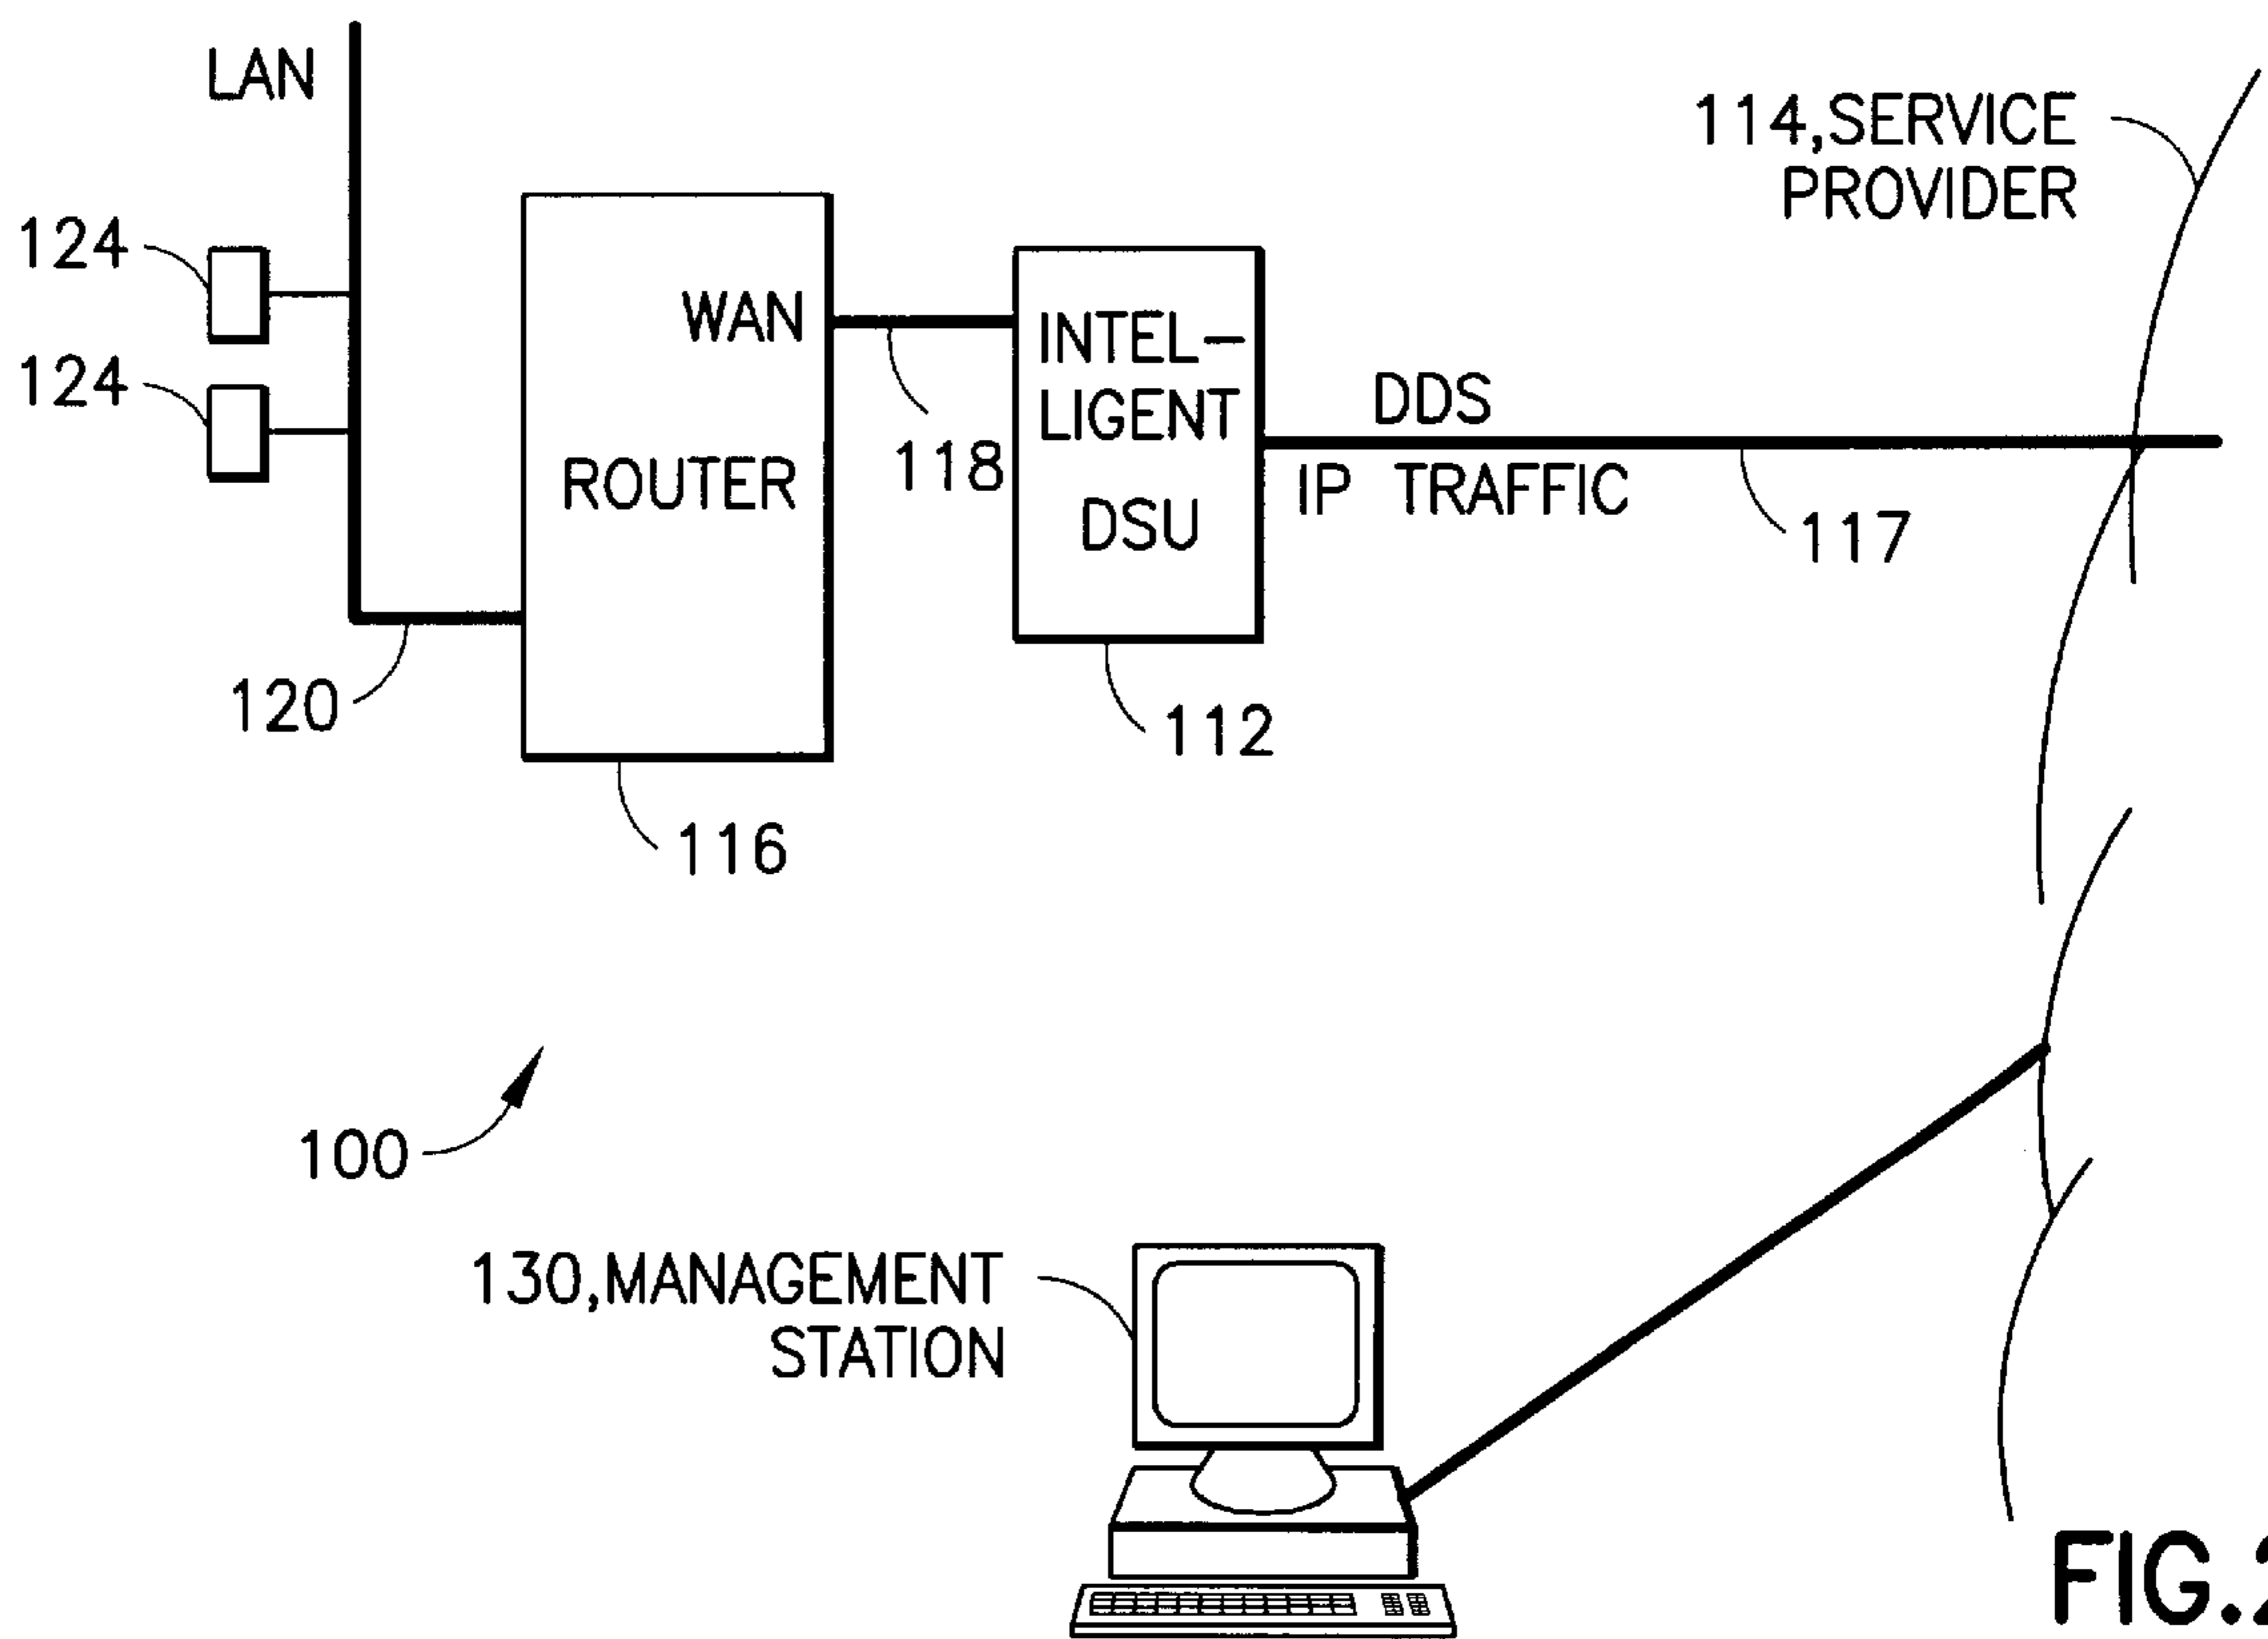 LAN
114,SERVICE
PROVIDER
124
124
WAN
ROUTER
118
INTEL-
LIGENT
DSU
DDS
IP TRAFFIC
117
120
112
116
100
130,MANAGEMENT
STATION
FIG.2